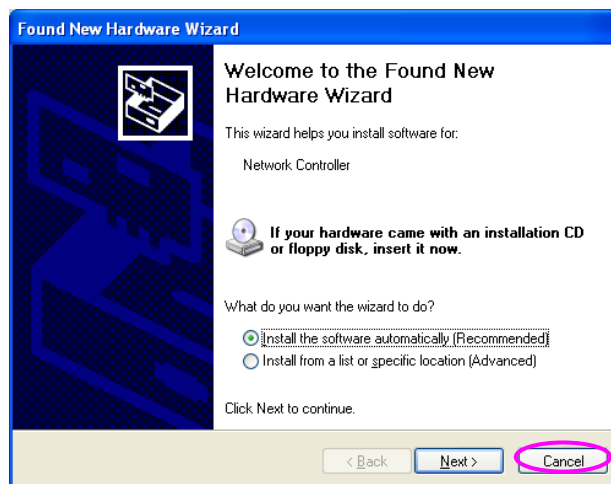 Found New Hardware Wizard
Welcome to the Found New
Hardware Wizard
This wizard helps you install software for:
Network Controller
If your hardware came with an installation CD
or floppy disk, insert it now.
What do you want the wizard to do?
Install the software automatically (Recommended)
Install from a list or specific location (Advanced)
Click Next to continue.
< Back Next > Cancel